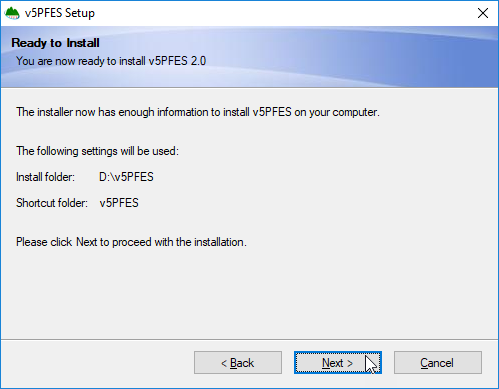 v5PFES Setup
Ready to Install
You are now ready to install v5PFES 2.0
The installer now has enough information to install v5PFES on your computer.
The following settings will be used:
Install folder: D:\v5PFES
Shortcut folder: v5PFES
Please click Next to proceed with the installation.
< Back Next > Cancel